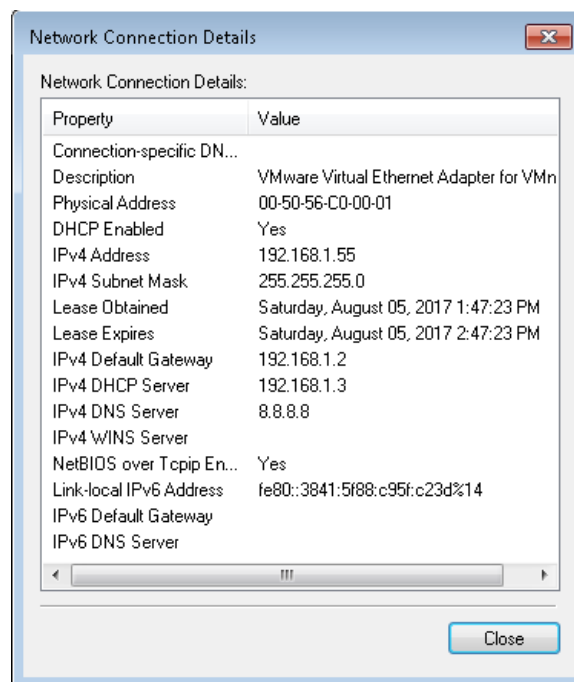 Network Connection Details
Network Connection Details:
Property Value
Connection-specific DN...
Description VMware Virtual Ethernet Adapter for VMn
Physical Address 00-50-56-C0-00-01
DHCP Enabled Yes
IPv4 Address 192.168.1.55
IPv4 Subnet Mask 255.255.255.0
Lease Obtained Saturday, August 05, 2017 1:47:23 PM
Lease Expires Saturday, August 05, 2017 2:47:23 PM
IPv4 Default Gateway 192.168.1.2
IPv4 DHCP Server 192.168.1.3
IPv4 DNS Server 8.8.8.8
IPv4 WINS Server
NetBIOS over Tcpip En... Yes
Link-local IPv6 Address fe80::3841:5f88:c95f:c23d%14
IPv6 Default Gateway
IPv6 DNS Server
Close